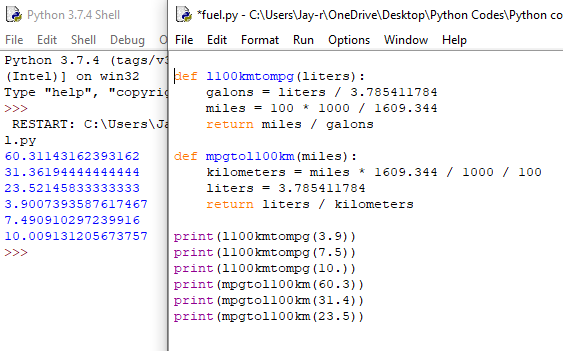 Python 3.7.4 Shell
File Edit Shell Debug
Python 3.7.4 (tags/v3
(Intel)] on win32
Type "help", "copyrig
>>>
RESTART: C:\Users\Ja
l.py
60.31143162393162
31.36194444444444
23.52145833333333
3.9007393587617467
7.490910297239916
10.009131205673757
>>>
*fuel.py - C:\Users\Jay-r\OneDrive\Desktop\Python Codes\Python co
File Edit Format Run Options Window Help
def l100kmtompg(liters):
galons = liters / 3.785411784
miles = 100 * 1000 / 1609.344
return miles / galons
def mpgtol100km(miles):
kilometers = miles * 1609.344 / 1000 / 100
liters = 3.785411784
return liters / kilometers
print(l100kmtompg(3.9))
print(l100kmtompg(7.5))
print(l100kmtompg(10.))
print(mpgtol100km(60.3))
print(mpgtol100km(31.4))
print(mpgtol100km(23.5))